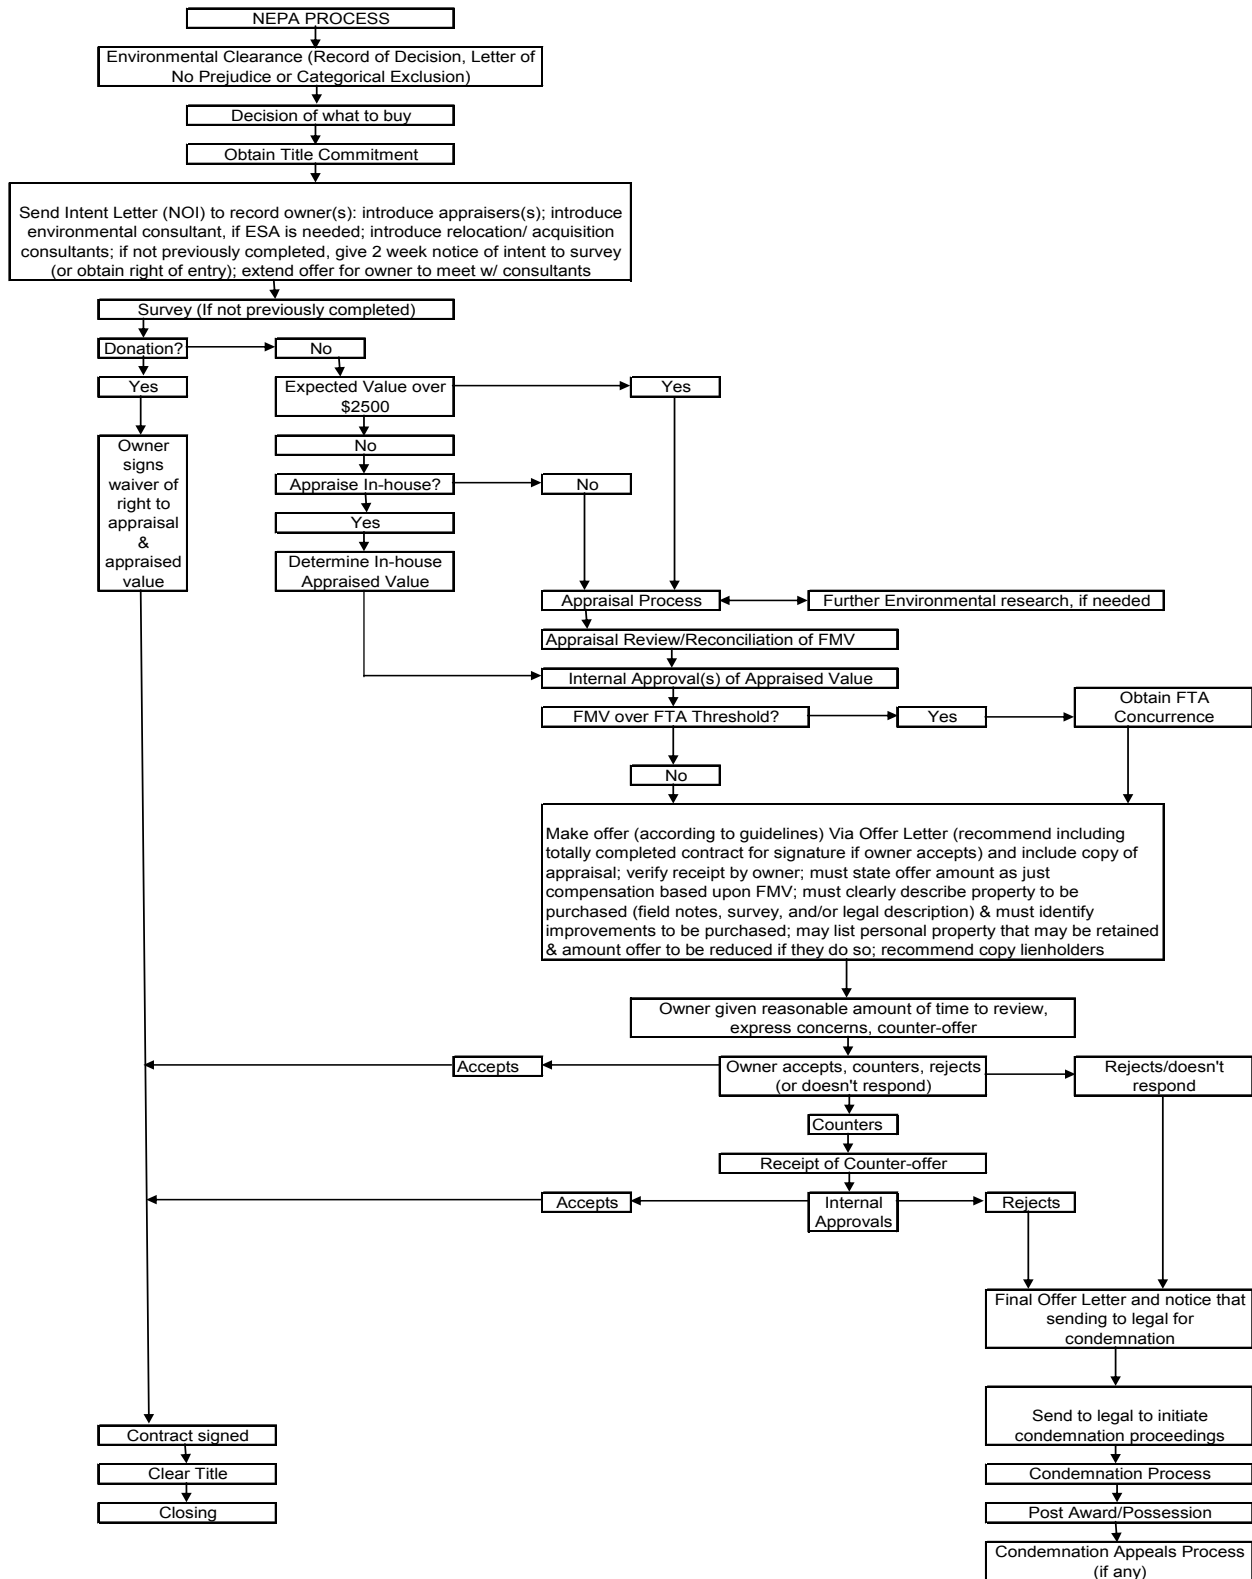 NEPA PROCESS
Environmental Clearance (Record of Decision, Letter of
No Prejudice or Categorical Exclusion)
Decision of what to buy
Obtain Title Commitment
Send Intent Letter (NOI) to record owner(s): introduce appraisers(s); introduce
environmental consultant, if ESA is needed; introduce relocation/ acquisition
consultants; if not previously completed, give 2 week notice of intent to survey
(or obtain right of entry); extend offer for owner to meet w/ consultants
Survey (If not previously completed)
Donation?
No
Yes
Expected Value over
$2500
Yes
Owner
signs
waiver of
right to
appraisal
&
appraised
value
No
Appraise In-house?
No
Yes
Determine In-house
Appraised Value
Appraisal Process
Further Environmental research, if needed
Appraisal Review/Reconciliation of FMV
Internal Approval(s) of Appraised Value
FMV over FTA Threshold?
Yes
Obtain FTA
Concurrence
No
Make offer (according to guidelines) Via Offer Letter (recommend including
totally completed contract for signature if owner accepts) and include copy of
appraisal; verify receipt by owner; must state offer amount as just
compensation based upon FMV; must clearly describe property to be
purchased (field notes, survey, and/or legal description) & must identify
improvements to be purchased; may list personal property that may be retained
& amount offer to be reduced if they do so; recommend copy lienholders
Owner given reasonable amount of time to review,
express concerns, counter-offer
Accepts
Owner accepts, counters, rejects
(or doesn't respond)
Rejects/doesn't
respond
Counters
Receipt of Counter-offer
Accepts
Internal
Approvals
Rejects
Final Offer Letter and notice that
sending to legal for
condemnation
Send to legal to initiate
condemnation proceedings
Contract signed
Clear Title
Condemnation Process
Closing
Post Award/Possession
Condemnation Appeals Process
(if any)